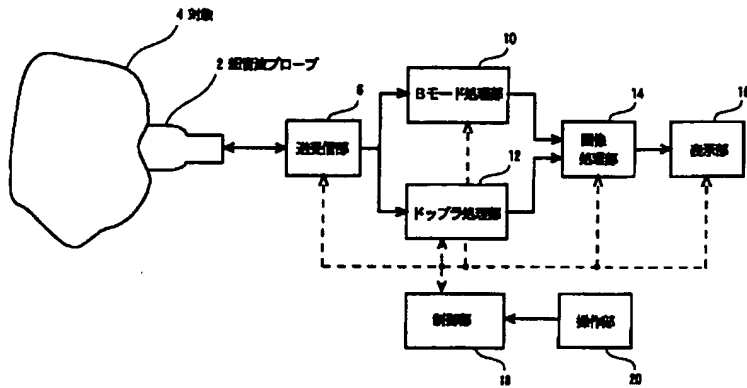 4 対象
2 超音波プローブ
6
送受信部
10
Bモード処理部
12
ドップラ処理部
14
画像
処理部
16
表示部
制御部
18
操作部
20